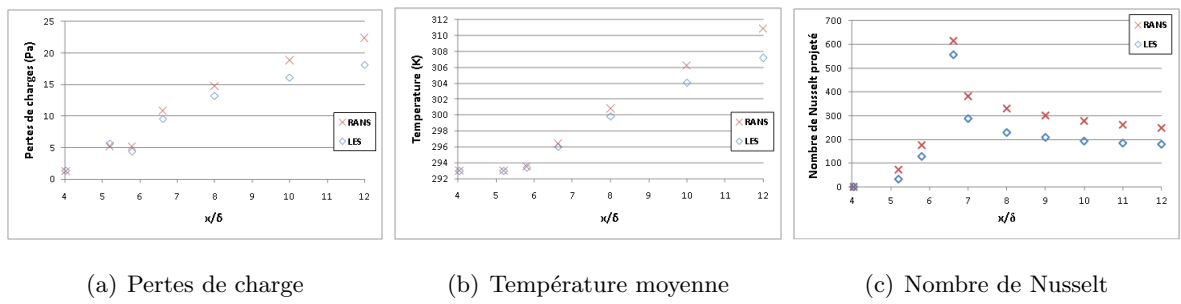 Pertes de charges (Pa)
25
20
15
10
5
0
4 5 6 7 8 9 10 11 12
x/δ
RANS
LES
Temperature (K)
312
310
308
306
304
302
300
298
296
294
292
4 5 6 7 8 9 10 11 12
x/δ
RANS
LES
Nombre de Nusselt projeté
700
600
500
400
300
200
100
0
4 5 6 7 8 9 10 11 12
x/δ
RANS
LES
(a) Pertes de charge
(b) Température moyenne
(c) Nombre de Nusselt